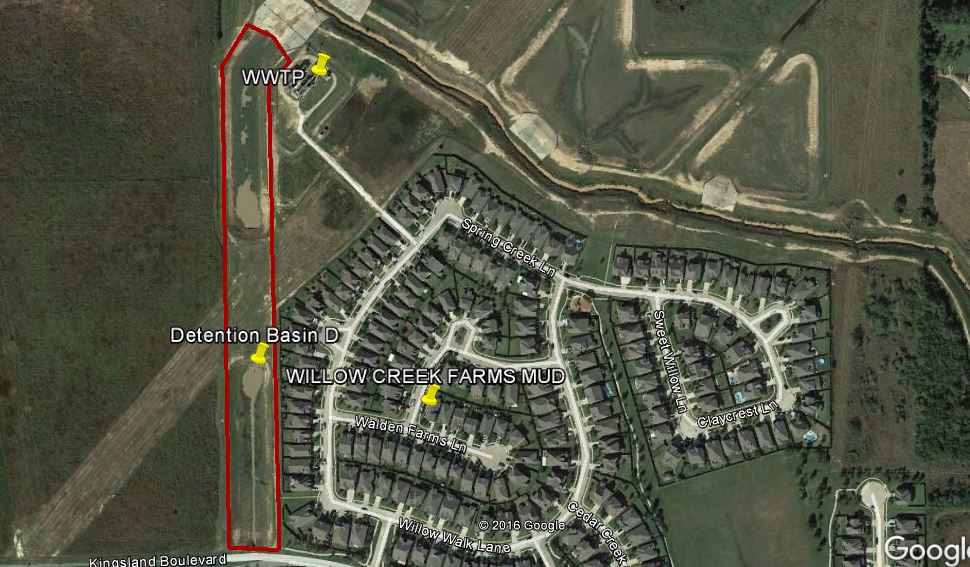 WWTP
Spring Creek Ln
Detention Basin D
Sweet Willow Ln
WILLOW CREEK FARMS MUD
Claycrest Ln
Walden Farms Ln
Cedar Creek
Willow Walk Lane
© 2016 Google
Kingsland Boulevard
Google